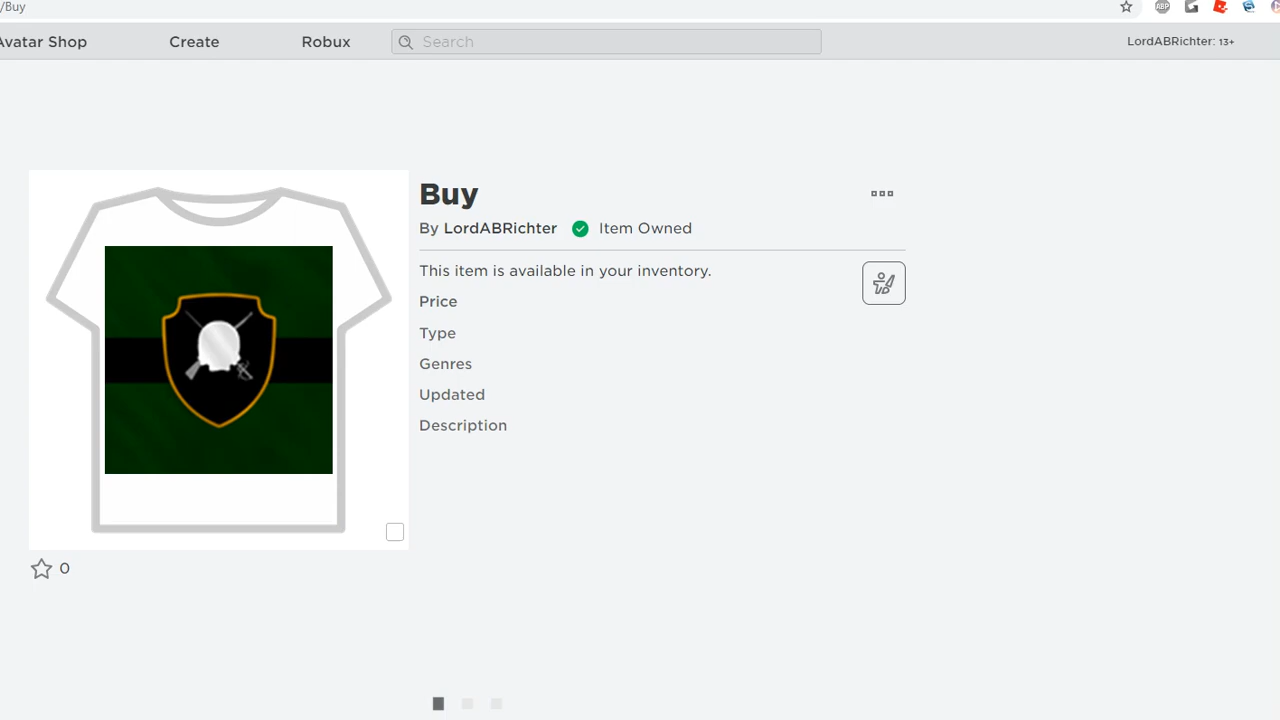 /Buy
ABP
Avatar Shop
Create
Robux
Search
LordABRichter: 13+
Buy
By LordABRichter
Item Owned
This item is available in your inventory.
Price
Type
Genres
Updated
Description
0